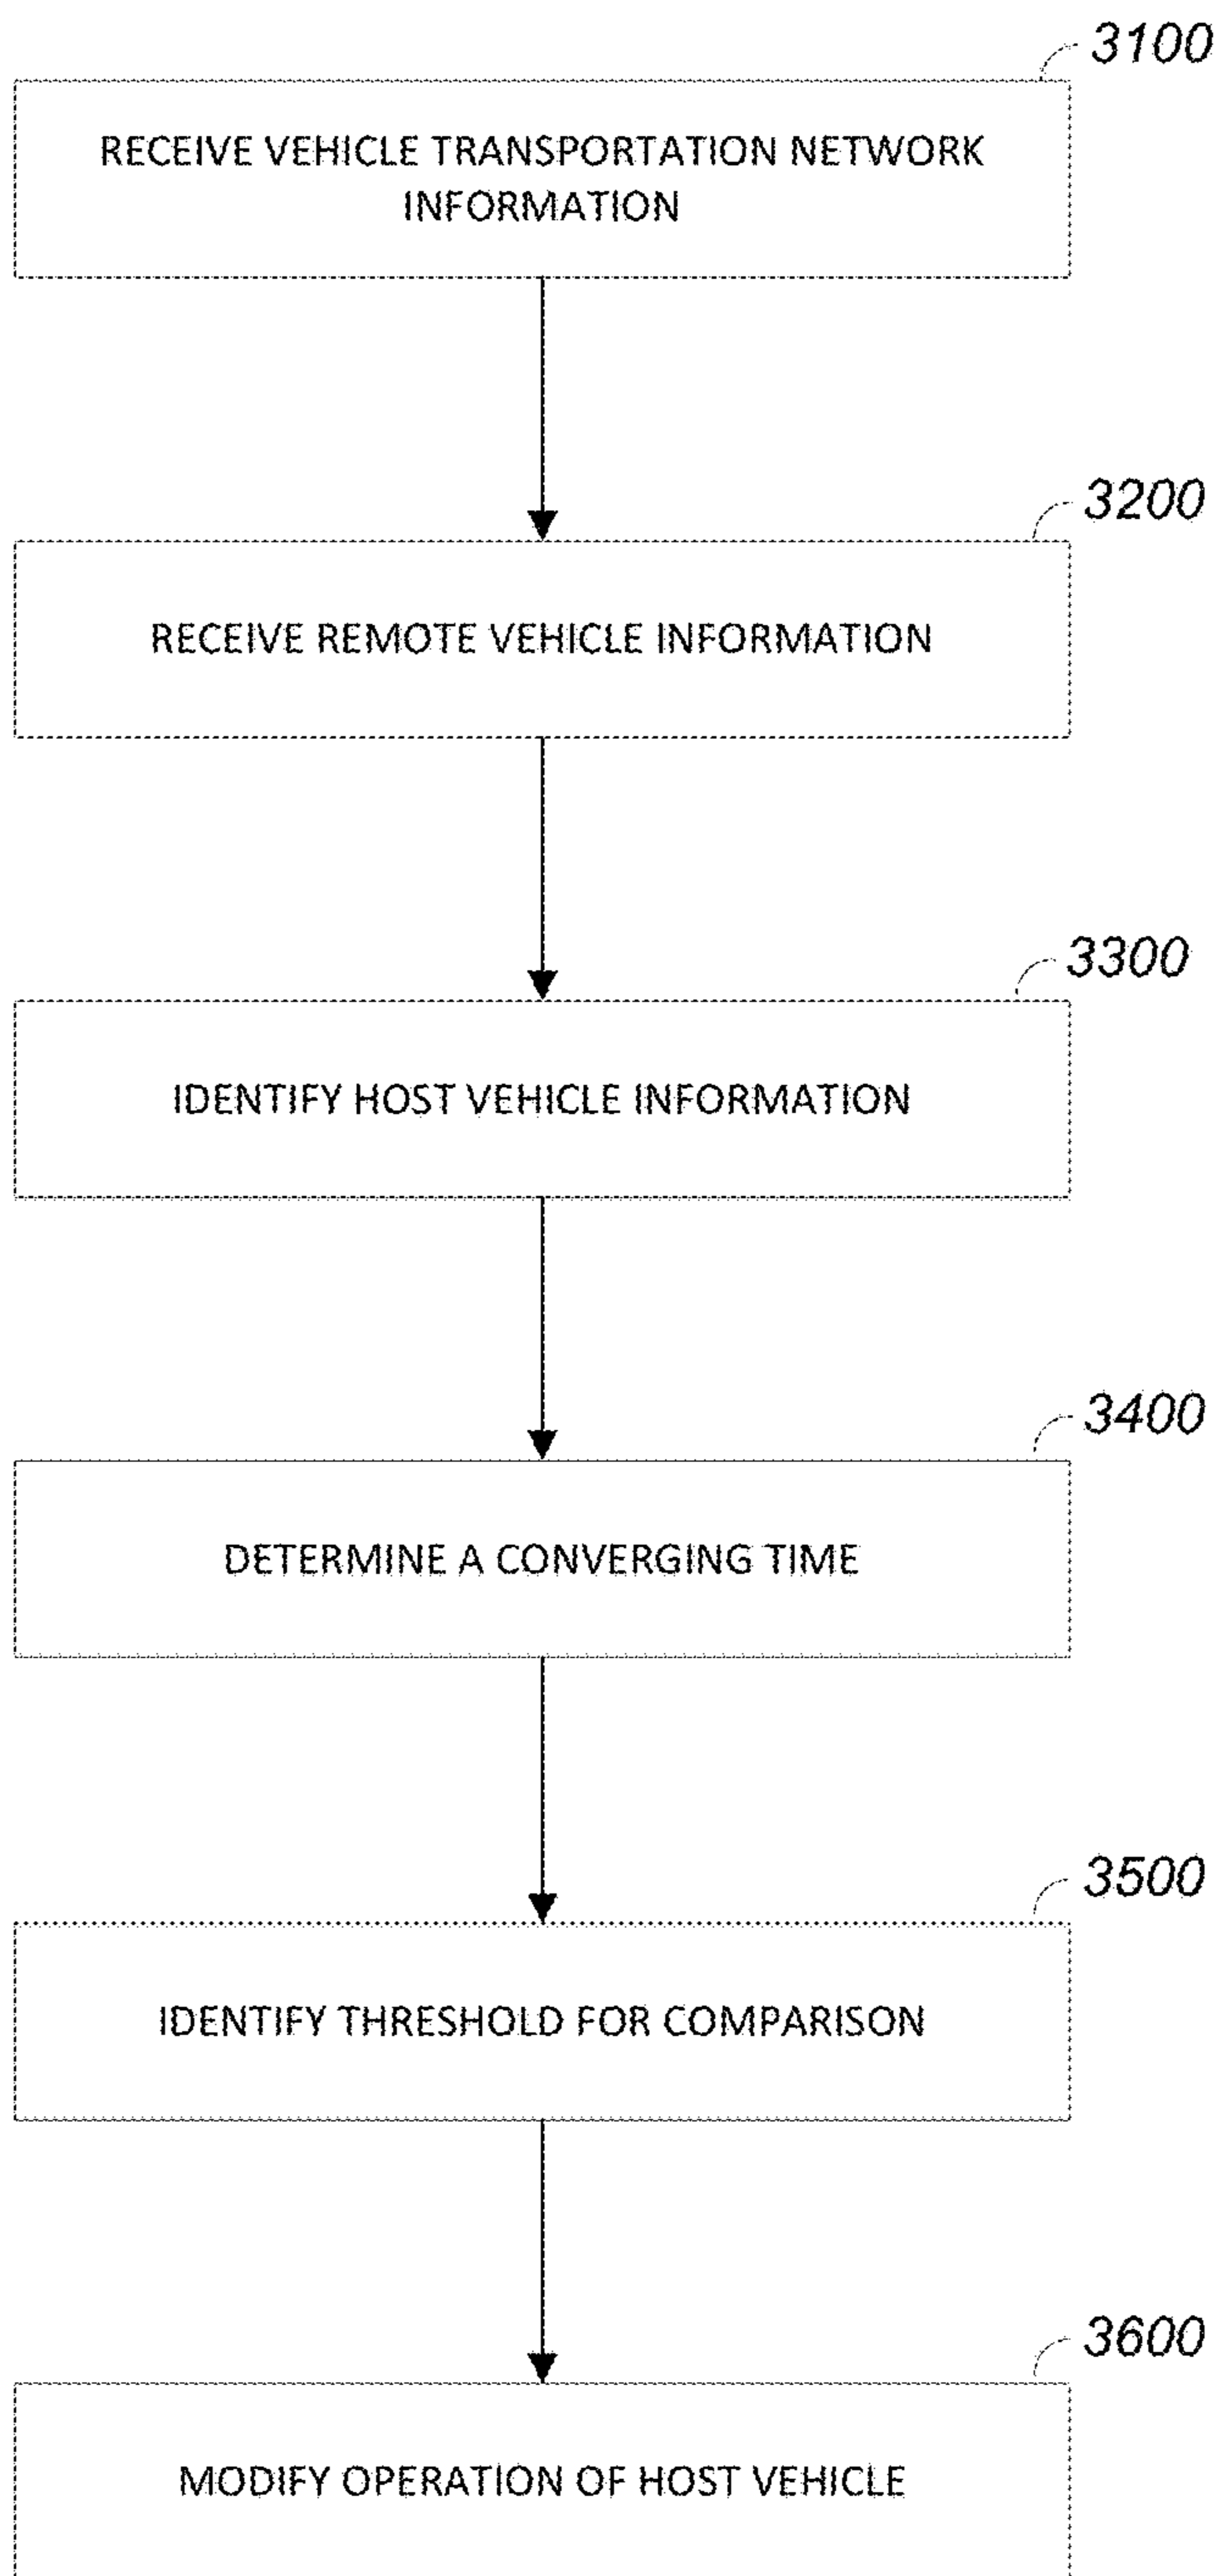 3100
RECEIVE VEHICLE TRANSPORTATION NETWORK
INFORMATION
3200
RECEIVE REMOTE VEHICLE INFORMATION
3300
IDENTIFY HOST VEHICLE INFORMATION
3400
DETERMINE A CONVERGING TIME
3500
IDENTIFY THRESHOLD FOR COMPARISON
3600
MODIFY OPERATION OF HOST VEHICLE